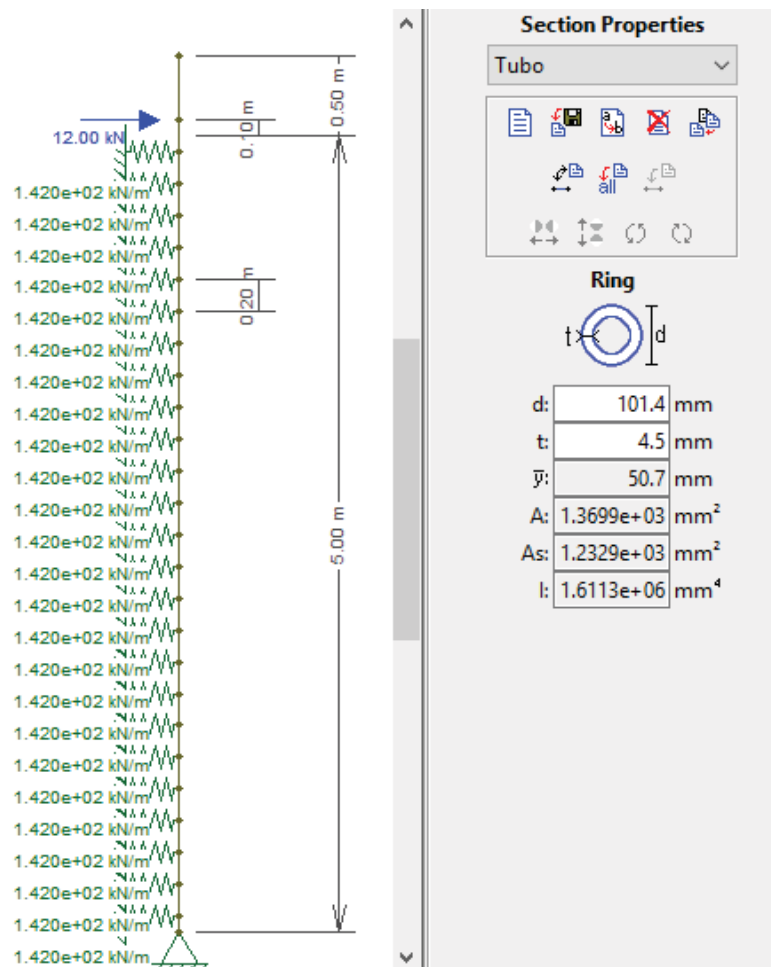 0.50 m
12.00 kN
0.10 m
1.420e+02 kN/m
1.420e+02 kN/m
1.420e+02 kN/m
1.420e+02 kN/m
0.20 m
1.420e+02 kN/m
1.420e+02 kN/m
1.420e+02 kN/m
1.420e+02 kN/m
1.420e+02 kN/m
1.420e+02 kN/m
1.420e+02 kN/m
5.00 m
1.420e+02 kN/m
1.420e+02 kN/m
1.420e+02 kN/m
1.420e+02 kN/m
1.420e+02 kN/m
1.420e+02 kN/m
1.420e+02 kN/m
1.420e+02 kN/m
1.420e+02 kN/m
1.420e+02 kN/m
1.420e+02 kN/m
1.420e+02 kN/m
1.420e+02 kN/m
1.420e+02 kN/m
Section Properties
Tubo
a b
all
Ring
t d
d: 101.4 mm
t: 4.5 mm
y̅: 50.7 mm
A: 1.3699e+03 mm²
As: 1.2329e+03 mm²
I: 1.6113e+06 mm⁴